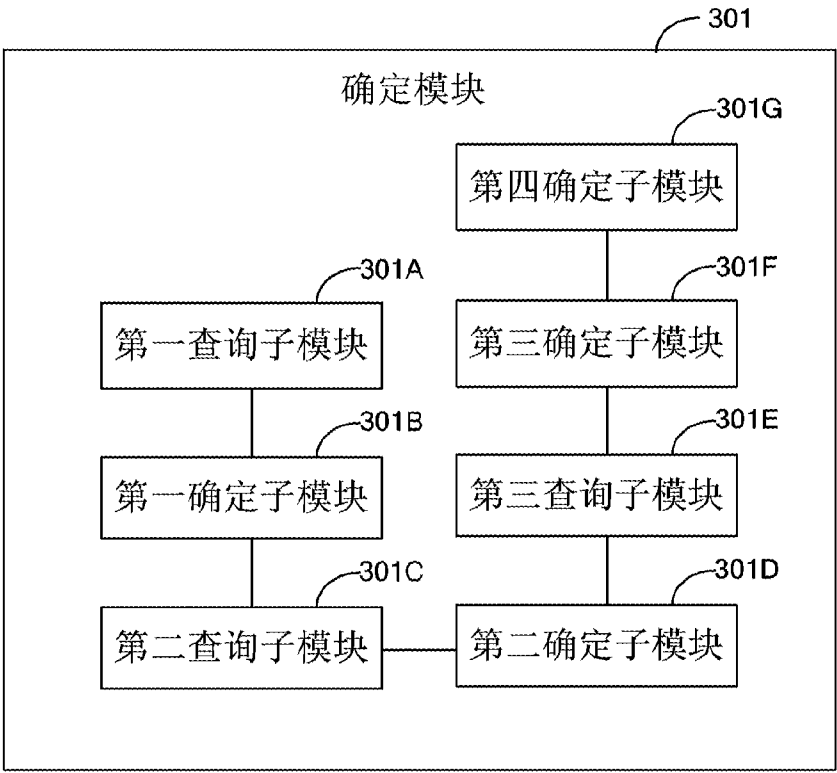 301
确定模块
301G
第四确定子模块
301A
第一查询子模块
301F
第三确定子模块
301B
第一确定子模块
301E
第三查询子模块
301C
第二查询子模块
301D
第二确定子模块